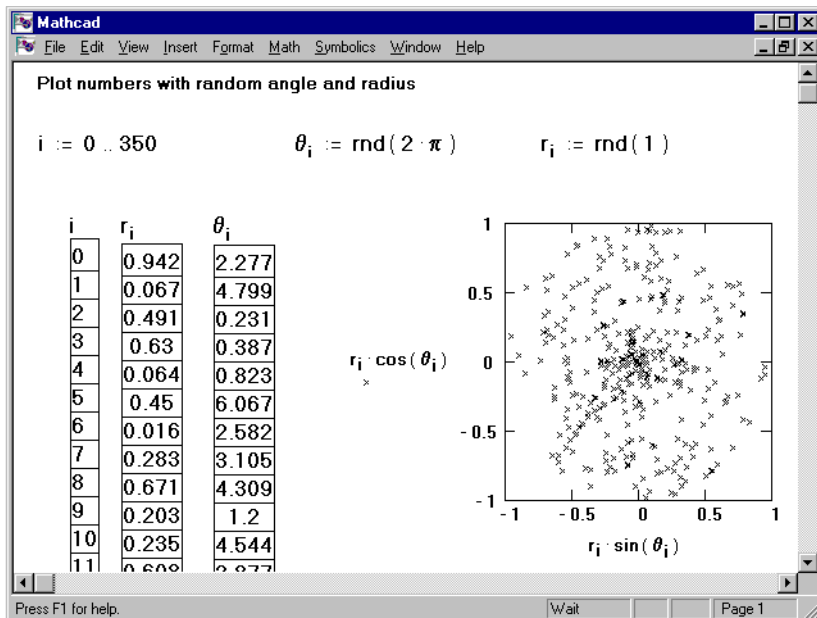 Mathcad
File Edit View Insert Format Math Symbolics Window Help
Plot numbers with random angle and radius
i := 0 .. 350 θi := rnd( 2 · π ) ri := rnd( 1 )
i ri θi
0 0.942 2.277
1 0.067 4.799
2 0.491 0.231
3 0.63 0.387
4 0.064 0.823
5 0.45 6.067
6 0.016 2.582
7 0.283 3.105
8 0.671 4.309
9 0.203 1.2
10 0.235 4.544
11 0.608 3.877
1
0.5
ri · cos( θi ) 0
- 0.5
- 1
- 1 - 0.5 0 0.5 1
ri · sin( θi )
Press F1 for help. Wait Page 1